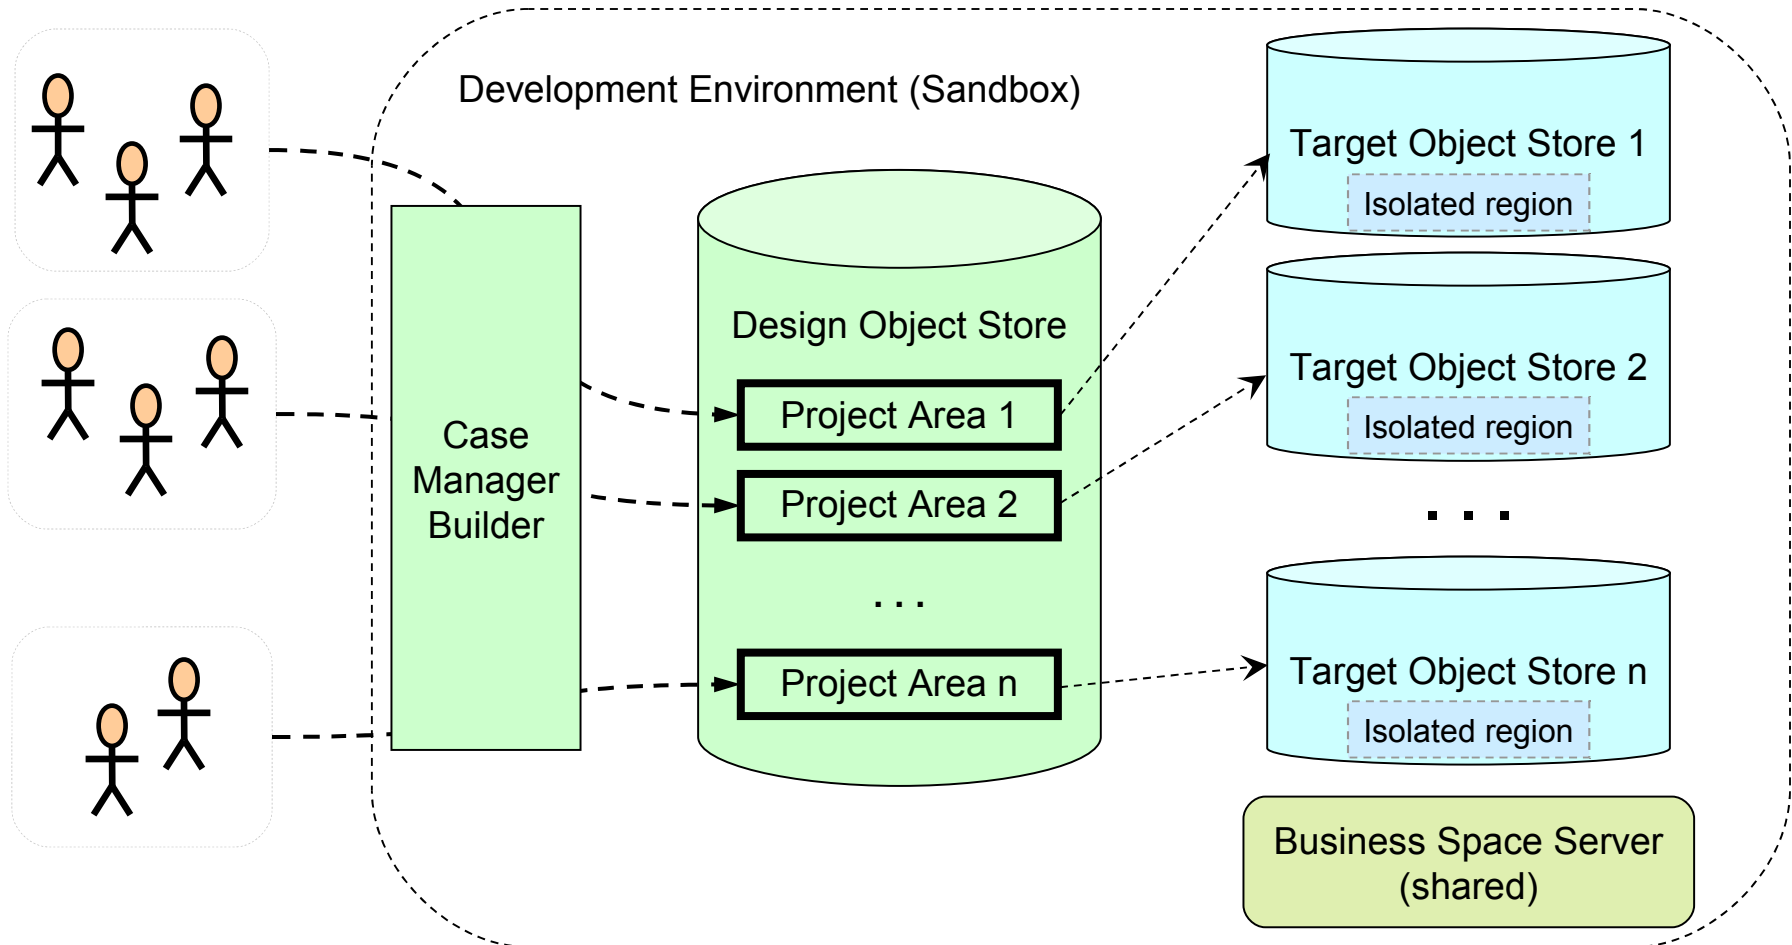 Development Environment (Sandbox)
Case
Manager
Builder
Design Object Store
Project Area 1
Project Area 2
. . .
Project Area n
Target Object Store 1
Isolated region
Target Object Store 2
Isolated region
. . .
Target Object Store n
Isolated region
Business Space Server
(shared)